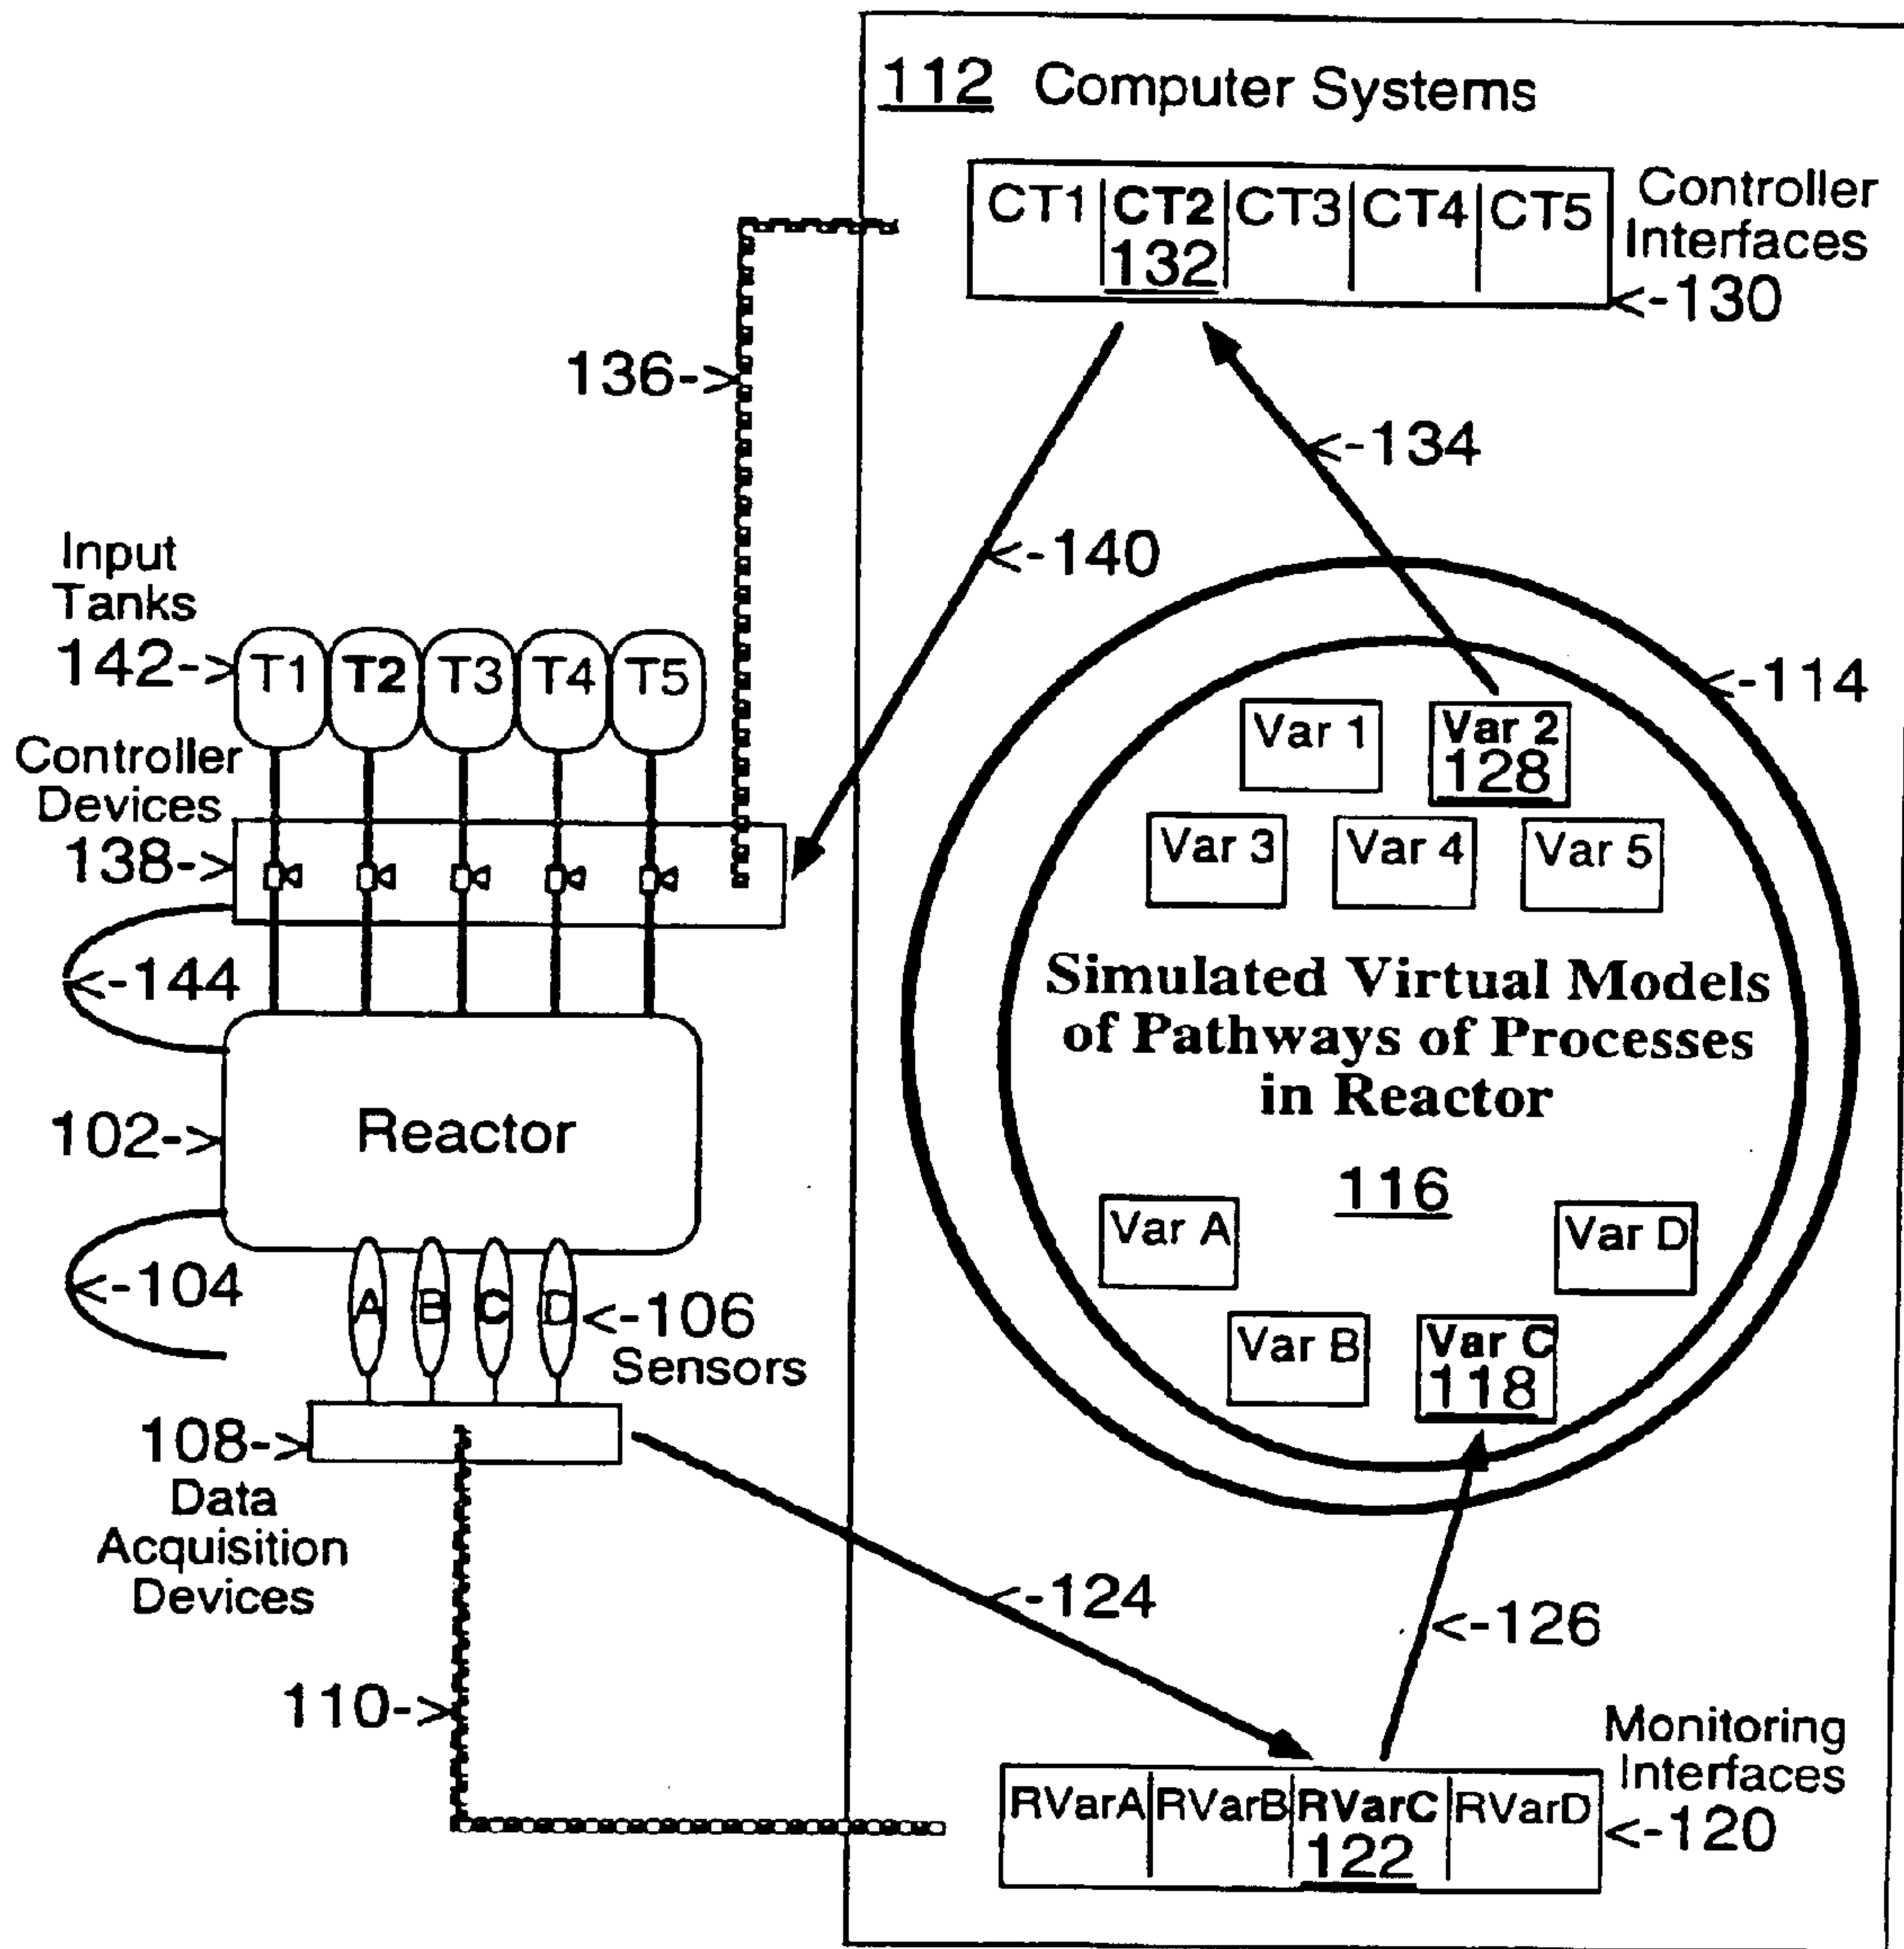 112 Computer Systems
CT1 CT2 CT3 CT4 CT5
132
Controller
Interfaces
<-130
136->
<-134
<-140
Input
Tanks
142->
T1 T2 T3 T4 T5
<-114
Controller
Devices
138->
Var 1
Var 2
128
Var 3
Var 4
Var 5
<-144
Simulated Virtual Models
of Pathways of Processes
in Reactor
116
102->
Reactor
Var A
Var D
<-104
A B C D
<-106
Sensors
Var B
Var C
118
108->
Data
Acquisition
Devices
<-124
<-126
110->
Monitoring
Interfaces
RVarA RVarB RVarC RVarD
122
<-120